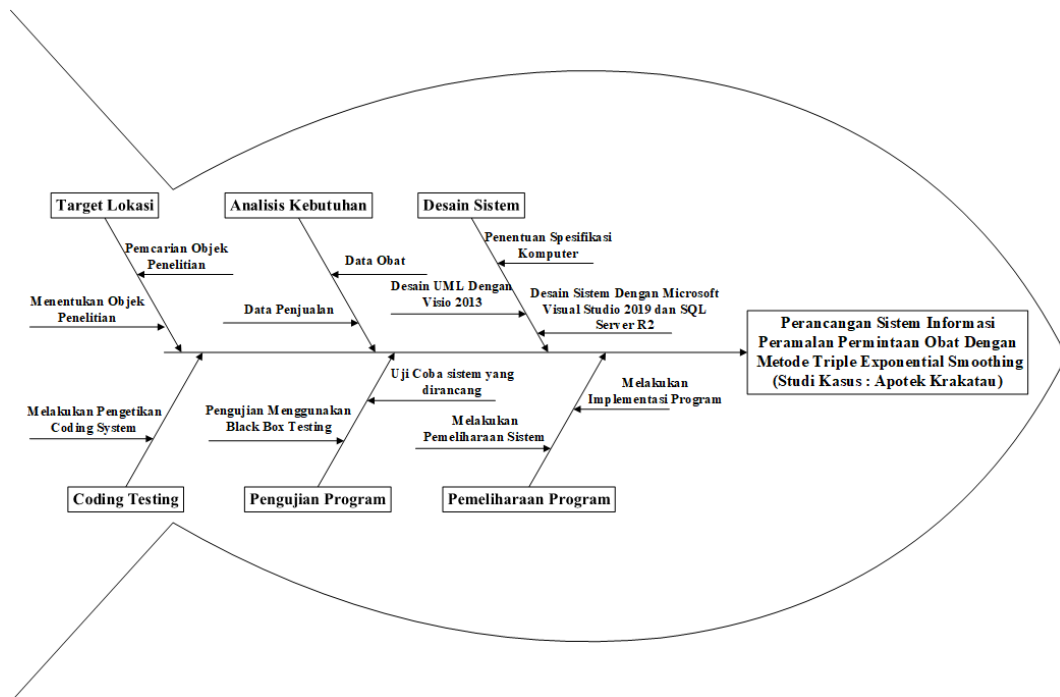 Target Lokasi
Analisis Kebutuhan
Desain Sistem
Pemcarian Objek
Penelitian
Menentukan Objek
Penelitian
Data Obat
Data Penjualan
Penentuan Spesifikasi
Komputer
Desain UML Dengan
Visio 2013
Desain Sistem Dengan Microsoft
Visual Studio 2019 dan SQL
Server R2
Perancangan Sistem Informasi
Peramalan Permintaan Obat Dengan
Metode Triple Exponential Smoothing
(Studi Kasus : Apotek Krakatau)
Melakukan Pengetikan
Coding System
Uji Coba sistem yang
dirancang
Pengujian Menggunakan
Black Box Testing
Melakukan
Implementasi Program
Melakukan
Pemeliharaan Sistem
Coding Testing
Pengujian Program
Pemeliharaan Program